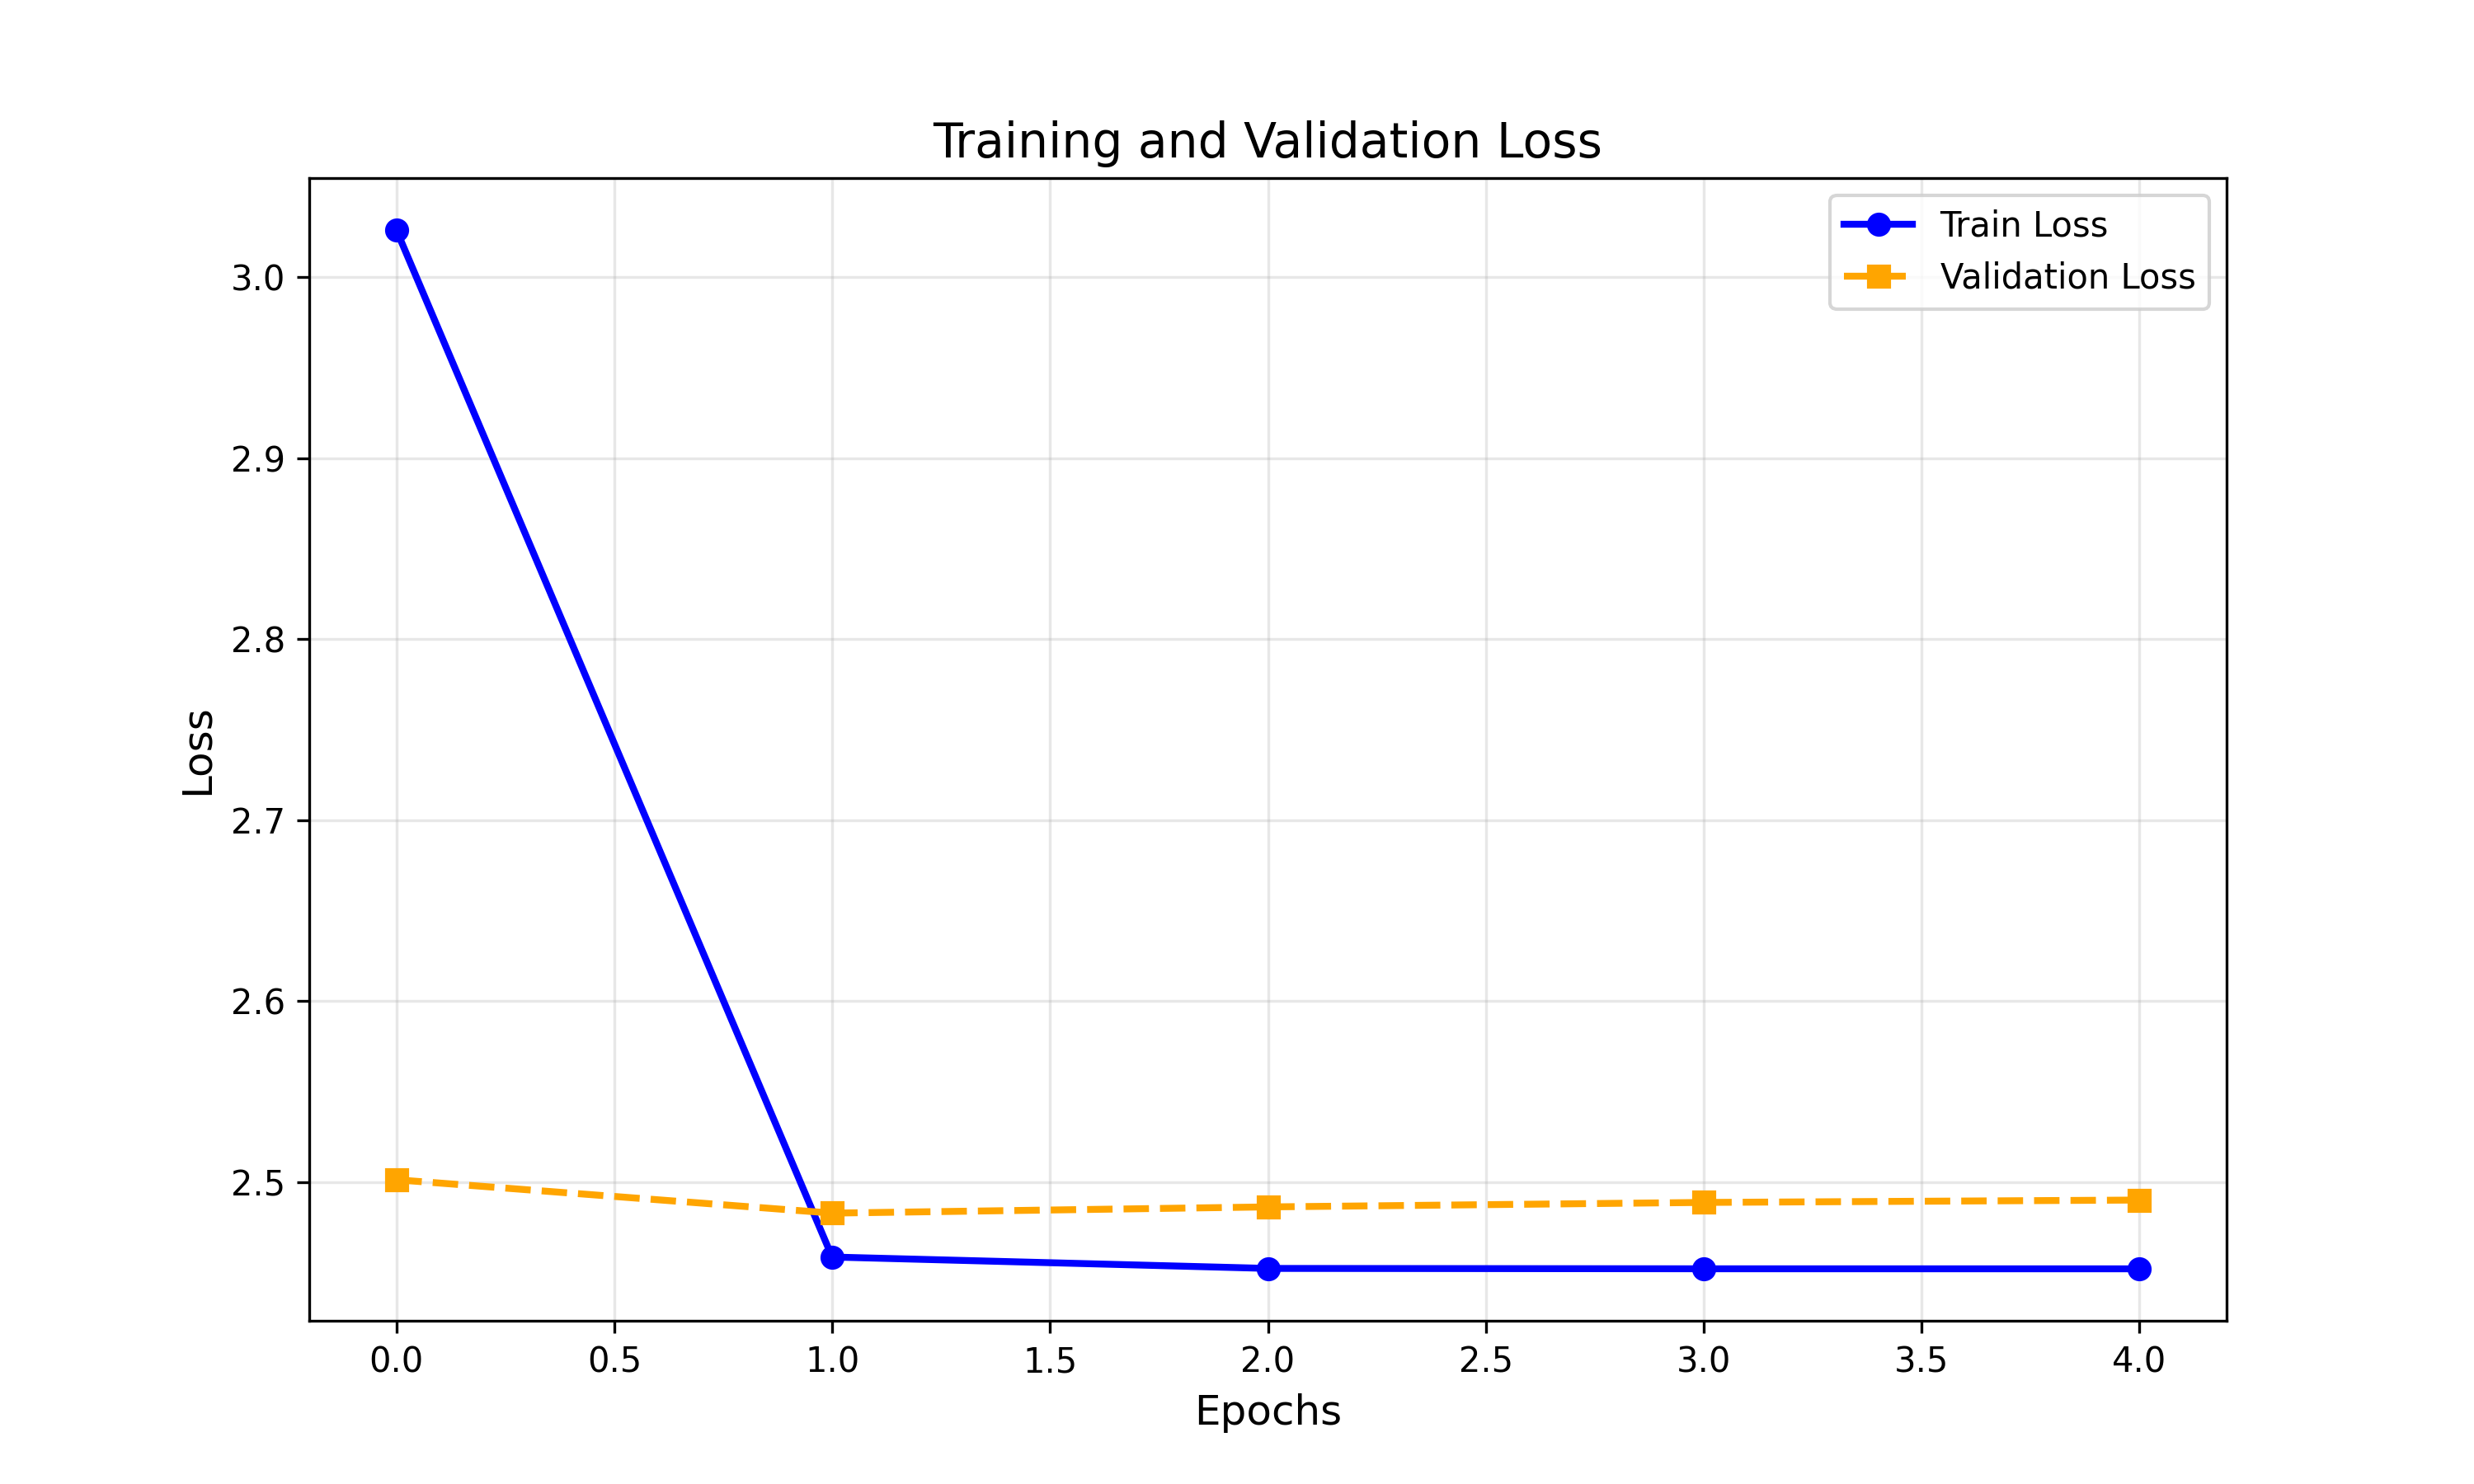 Training and Validation Loss
Train Loss
Validation Loss
3.0
2.9
2.8
2.7
2.6
2.5
Loss
0.0 0.5 1.0 1.5 2.0 2.5 3.0 3.5 4.0
Epochs